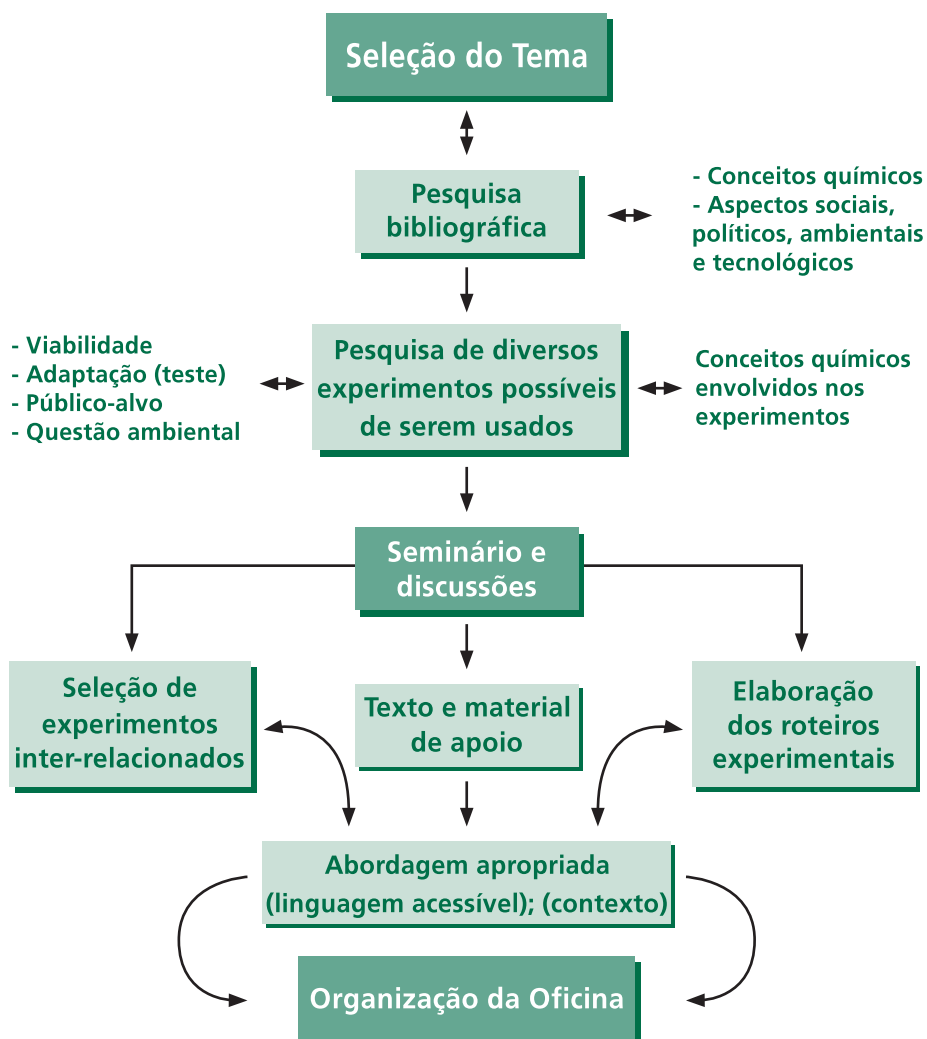 Seleção do Tema
Pesquisa
bibliográfica
- Conceitos químicos
- Aspectos sociais,
políticos, ambientais
e tecnológicos
- Viabilidade
- Adaptação (teste)
- Público-alvo
- Questão ambiental
Pesquisa de diversos
experimentos possíveis
de serem usados
Conceitos químicos
envolvidos nos
experimentos
Seminário e
discussões
Seleção de
experimentos
inter-relacionados
Texto e material
de apoio
Elaboração
dos roteiros
experimentais
Abordagem apropriada
(linguagem acessível); (contexto)
Organização da Oficina